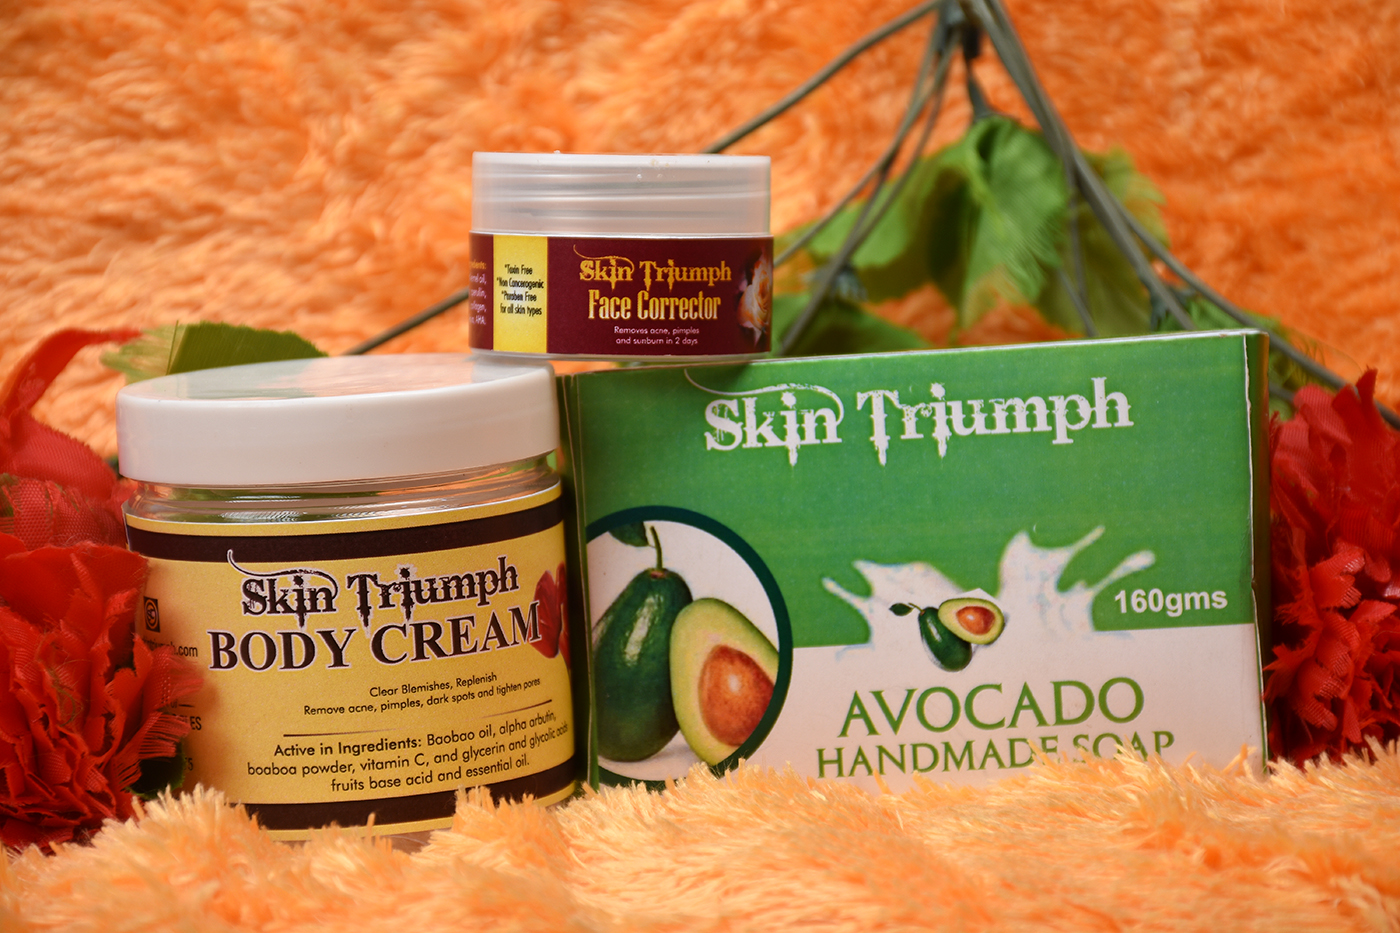 *Toxin Free
*Non Cancerogenic
*Paraben Free
for all skin types
Skin Triumph
Face Corrector
Removes acne, pimples
and sunburn in 2 days
Skin Triumph
BODY CREAM
Clear Blemishes, Replenish
Remove acne, pimples, dark spots and tighten pores
Active in Ingredients: Baobao oil, alpha arbutin,
baoboa powder, vitamin C, and glycerin and glycolic acids
fruits base acid and essential oil.
Skin Triumph
160gms
AVOCADO
HANDMADE SOAP